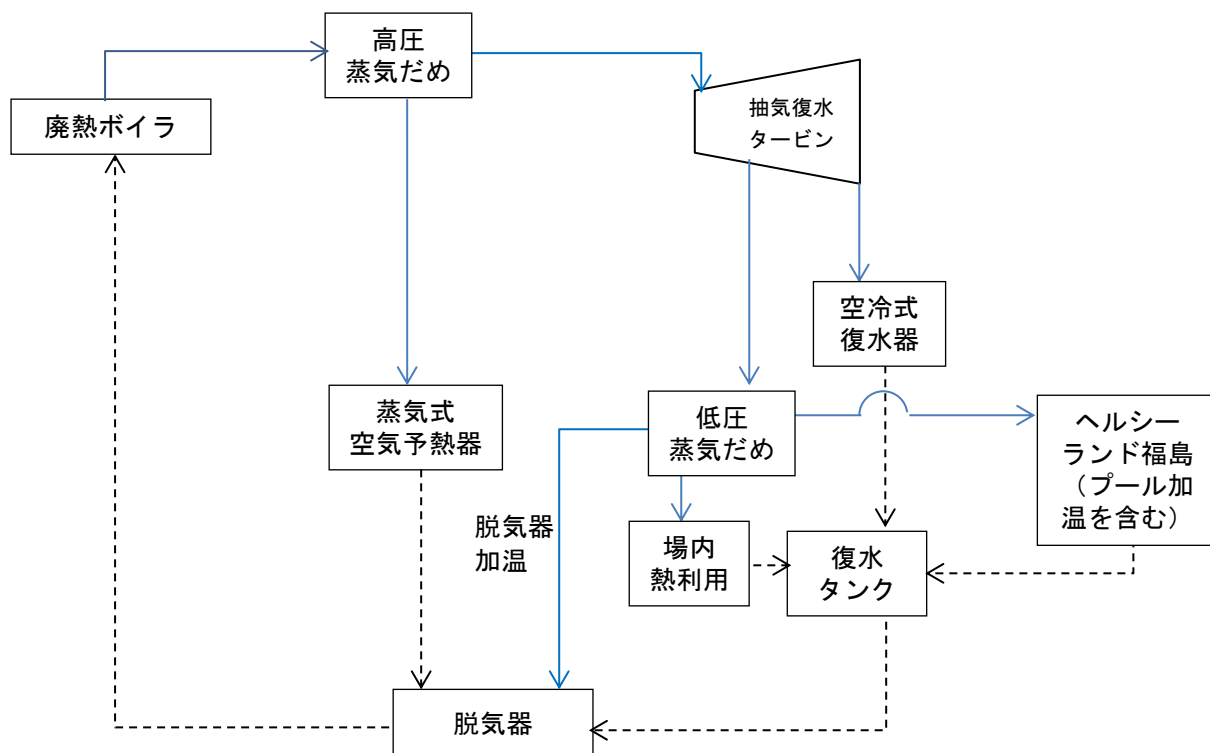 高圧
蒸気だめ
廃熱ボイラ
抽気復水
タービン
空冷式
復水器
蒸気式
空気予熱器
低圧
蒸気だめ
ヘルシー
ランド福島
（プール加
温を含む）
脱気器
加温
場内
熱利用
復水
タンク
脱気器